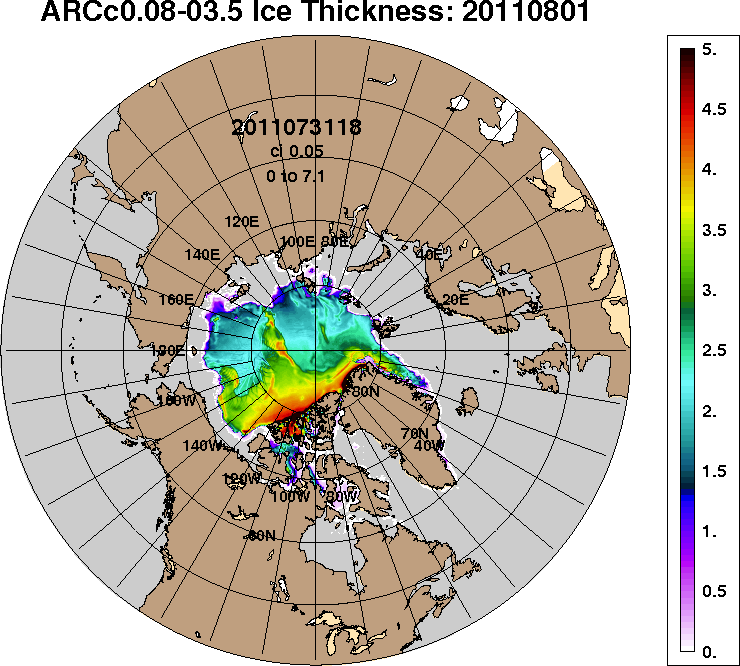 ARCc0.08-03.5 Ice Thickness: 20110801
2011073118
ci 0.05
0 to 7.1
120E
100E 80E
140E
40E
160E
20E
180E
160W
80N
140W
70N
40W
120W
100W 80W
60N
5.
4.5
4.
3.5
3.
2.5
2.
1.5
1.
0.5
0.